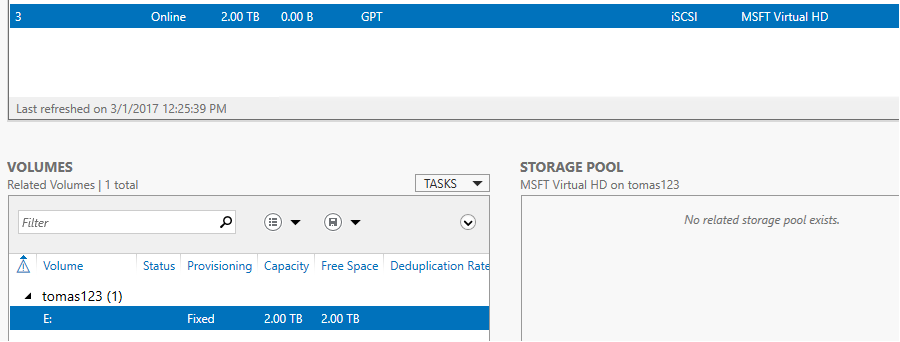 3 Online 2.00 TB 0.00 B GPT iSCSI MSFT Virtual HD
Last refreshed on 3/1/2017 12:25:39 PM
VOLUMES
Related Volumes | 1 total
TASKS
Filter
Volume Status Provisioning Capacity Free Space Deduplication Rate
tomas123 (1)
E: Fixed 2.00 TB 2.00 TB
STORAGE POOL
MSFT Virtual HD on tomas123
No related storage pool exists.